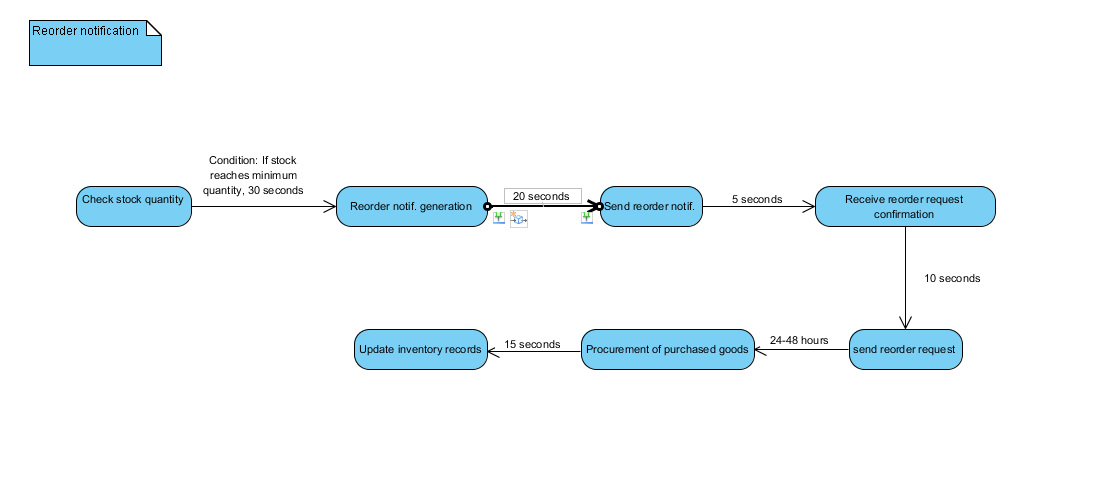 Reorder notification
Condition: If stock
reaches minimum
quantity, 30 seconds
Check stock quantity
Reorder notif. generation
20 seconds
Send reorder notif.
5 seconds
Receive reorder request
confirmation
10 seconds
send reorder request
24-48 hours
Procurement of purchased goods
15 seconds
Update inventory records